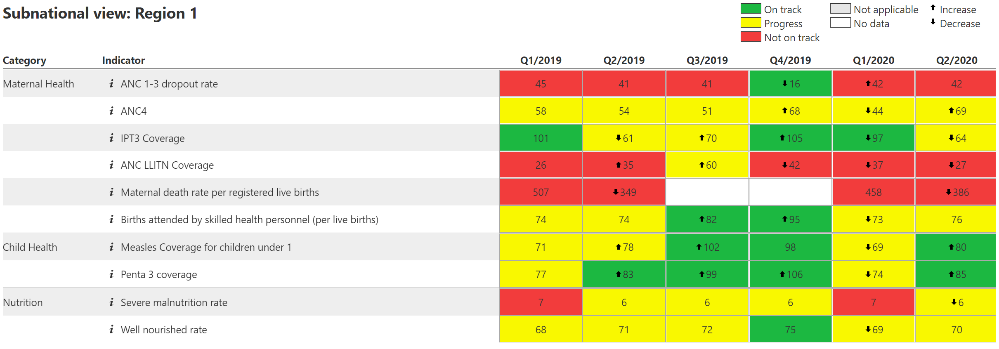 Subnational view: Region 1
On track
Progress
Not on track
Not applicable
No data
Increase
Decrease
Category Indicator Q1/2019 Q2/2019 Q3/2019 Q4/2019 Q1/2020 Q2/2020
Maternal Health i ANC 1-3 dropout rate 45 41 41 16 42 42
i ANC4 58 54 51 68 44 69
i IPT3 Coverage 101 61 70 105 97 64
i ANC LLITN Coverage 26 35 60 42 37 27
i Maternal death rate per registered live births 507 349 458 386
i Births attended by skilled health personnel (per live births) 74 74 82 95 73 76
Child Health i Measles Coverage for children under 1 71 78 102 98 69 80
i Penta 3 coverage 77 83 99 106 74 85
Nutrition i Severe malnutrition rate 7 6 6 6 7 6
i Well nourished rate 68 71 72 75 69 70